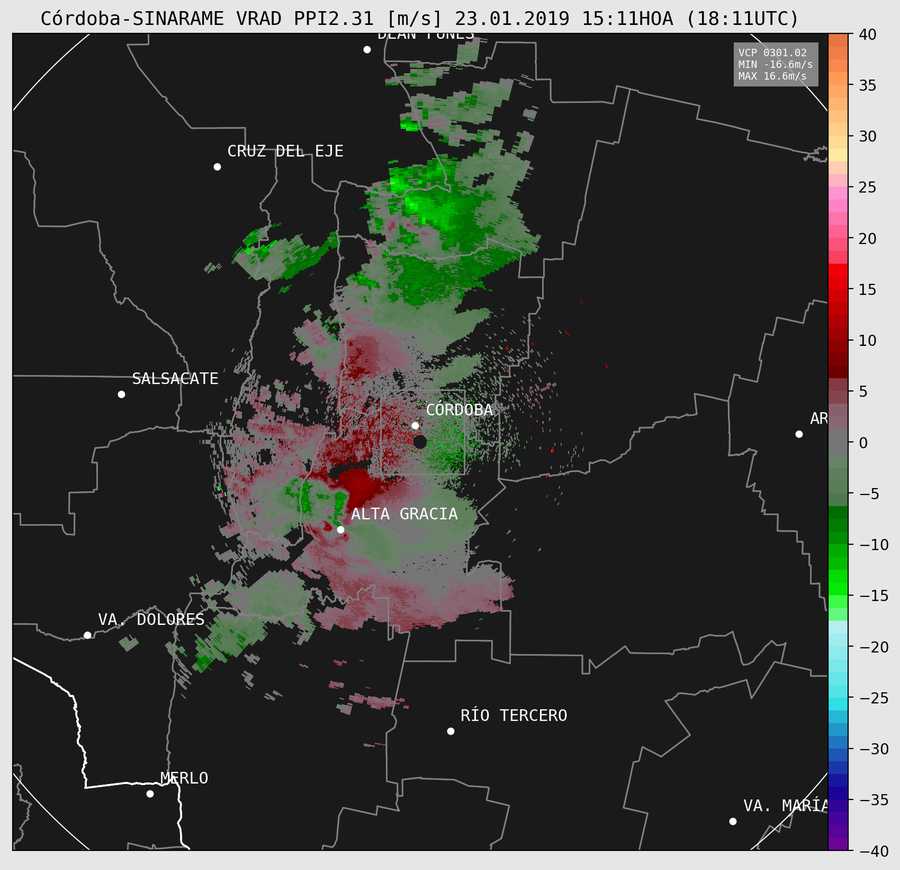 Córdoba-SINARAME VRAD PPI2.31 [m/s] 23.01.2019 15:11HOA (18:11UTC)
DEÁN FUNES
VCP 0301.02
MIN -16.6m/s
MAX 16.6m/s
CRUZ DEL EJE
SALSACATE
CÓRDOBA
AR
ALTA GRACIA
VA. DOLORES
RÍO TERCERO
MERLO
VA. MARÍA
40
35
30
25
20
15
10
5
0
−5
−10
−15
−20
−25
−30
−35
−40